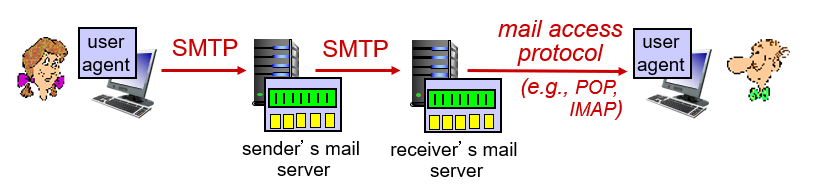 user
agent
SMTP
SMTP
mail access
protocol
(e.g., POP,
IMAP)
user
agent
sender’s mail
server
receiver’s mail
server